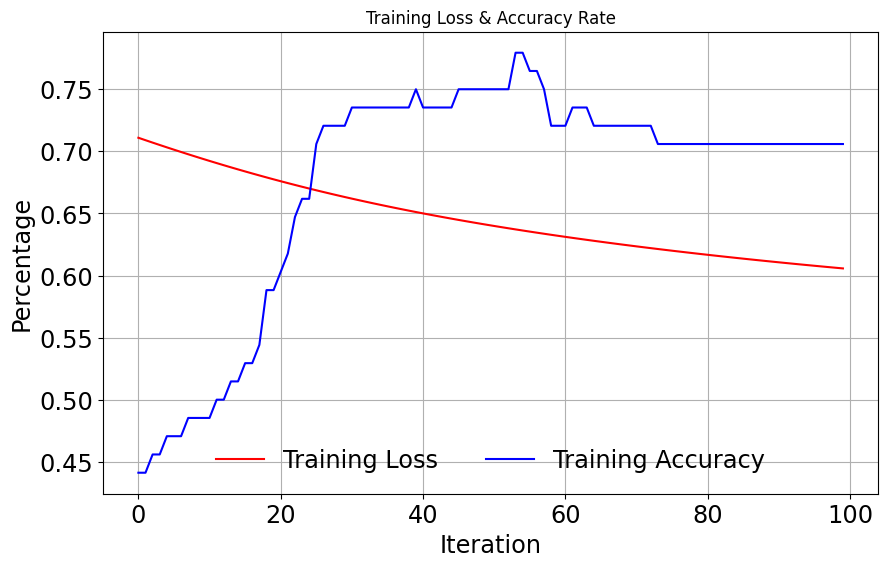 Training Loss & Accuracy Rate
0.75
0.70
0.65
0.60
0.55
0.50
0.45
Percentage
Training Loss Training Accuracy
0 20 40 60 80 100
Iteration